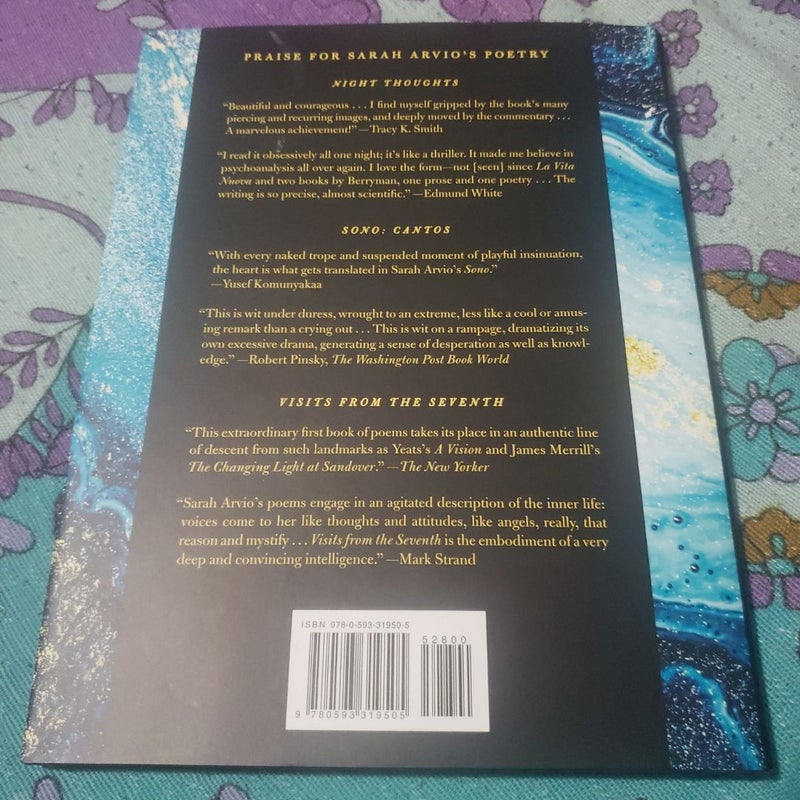 PRAISE FOR SARAH ARVIO'S POETRY
NIGHT THOUGHTS
“Beautiful and courageous . . . I find myself gripped by the book's many
piercing and recurring images, and deeply moved by the commentary . . .
A marvelous achievement!” —Tracy K. Smith
“I read it obsessively all one night; it's like a thriller. It made me believe in
psychoanalysis all over again. I love the form—not [seen] since La Vita
Nuova and two books by Berryman, one prose and one poetry . . . The
writing is so precise, almost scientific.” —Edmund White
SONO: CANTOS
“With every naked trope and suspended moment of playful insinuation,
the heart is what gets translated in Sarah Arvio's Sono.”
—Yusef Komunyakaa
“This is wit under duress, wrought to an extreme, less like a cool or amus-
ing remark than a crying out . . . This is wit on a rampage, dramatizing its
own excessive drama, generating a sense of desperation as well as knowl-
edge.” —Robert Pinsky, The Washington Post Book World
VISITS FROM THE SEVENTH
“This extraordinary first book of poems takes its place in an authentic line
of descent from such landmarks as Yeats's A Vision and James Merrill's
The Changing Light at Sandover.” —The New Yorker
“Sarah Arvio's poems engage in an agitated description of the inner life:
voices come to her like thoughts and attitudes, like angels, really, that
reason and mystify . . . Visits from the Seventh is the embodiment of a very
deep and convincing intelligence.” —Mark Strand
ISBN 978-0-593-31950-5
52800
9 780593 319505